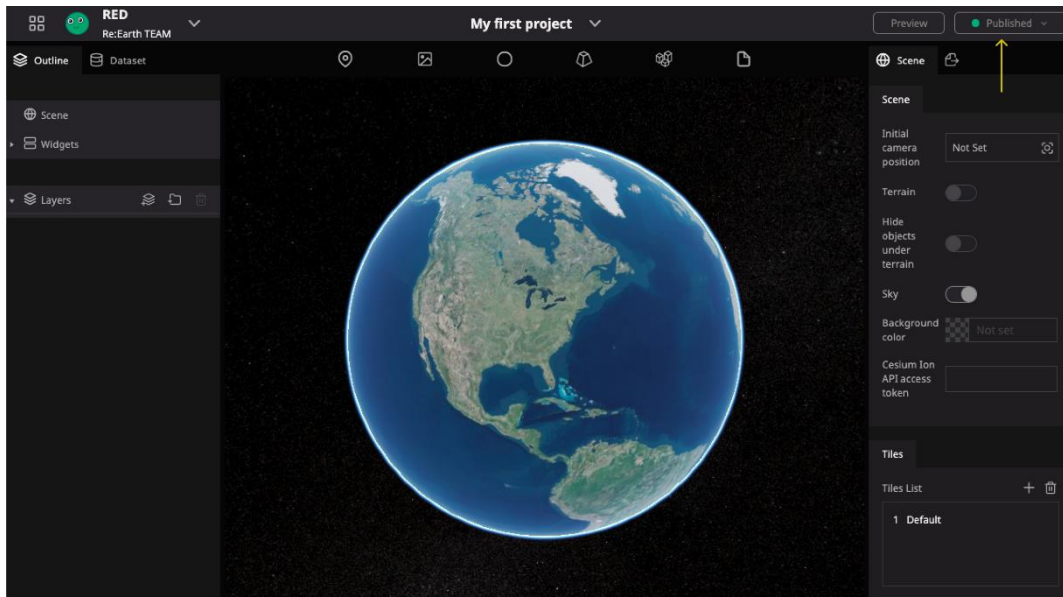 RED
Re:Earth TEAM
My first project
Preview
Published
Outline
Dataset
Scene
Scene
Widgets
Layers
Scene
Initial
camera
position
Not Set
Terrain
Hide
objects
under
terrain
Sky
Background
color
Not set
Cesium Ion
API access
token
Tiles
Tiles List
1 Default